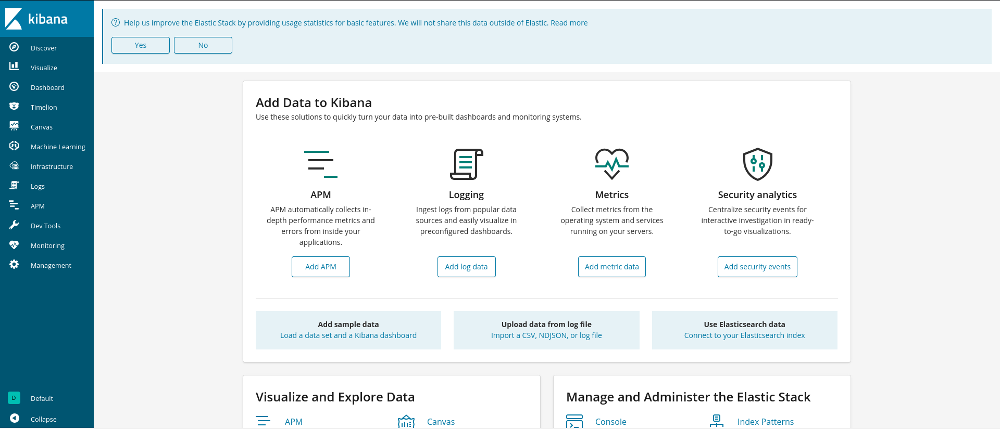 kibana
Discover
Visualize
Dashboard
Timelion
Canvas
Machine Learning
Infrastructure
Logs
APM
Dev Tools
Monitoring
Management
D Default
Collapse
Help us improve the Elastic Stack by providing usage statistics for basic features. We will not share this data outside of Elastic. Read more
Yes No
Add Data to Kibana
Use these solutions to quickly turn your data into pre-built dashboards and monitoring systems.
APM
APM automatically collects in-
depth performance metrics and
errors from inside your
applications.
Add APM
Logging
Ingest logs from popular data
sources and easily visualize in
preconfigured dashboards.
Add log data
Metrics
Collect metrics from the
operating system and services
running on your servers.
Add metric data
Security analytics
Centralize security events for
interactive investigation in ready-
to-go visualizations.
Add security events
Add sample data
Load a data set and a Kibana dashboard
Upload data from log file
Import a CSV, NDJSON, or log file
Use Elasticsearch data
Connect to your Elasticsearch index
Visualize and Explore Data
APM
Canvas
Manage and Administer the Elastic Stack
Console
Index Patterns